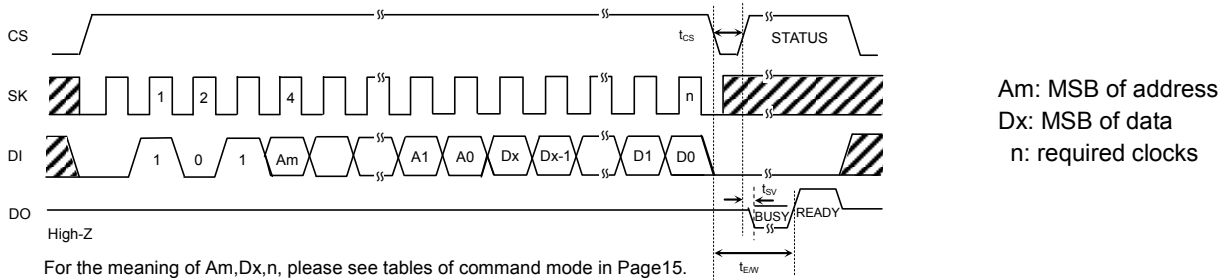 CS
tCS
STATUS
SK
1 2 4 n
DI
1 0 1 Am A1 A0 Dx Dx-1 D1 D0
tSV
DO
BUSY READY
High-Z
tE/W
For the meaning of Am,Dx,n, please see tables of command mode in Page15.
Am: MSB of address
Dx: MSB of data
n: required clocks